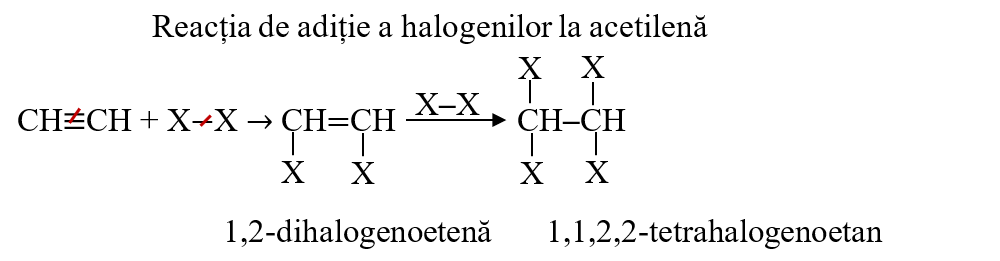 Reacția de adiție a halogenilor la acetilenă
X X
CH≡CH + X–X → CH=CH X–X CH–CH
X X X X
1,2-dihalogenoetenă 1,1,2,2-tetrahalogenoetan